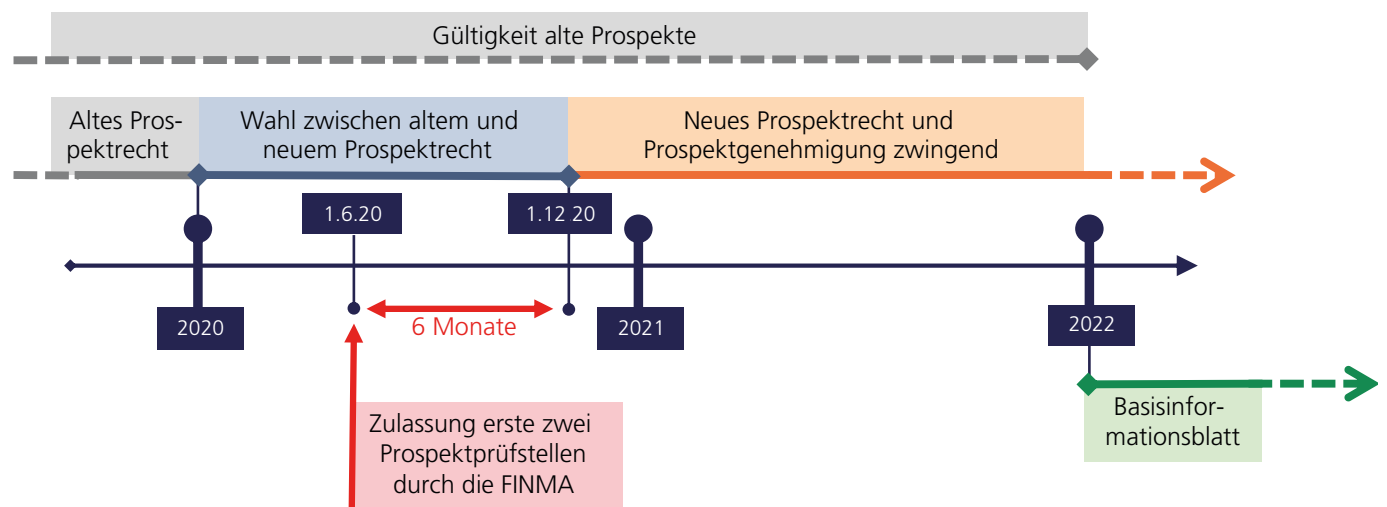 Gültigkeit alte Prospekte
Altes Pros-
pektrecht
Wahl zwischen altem und
neuem Prospektrecht
Neues Prospektrecht und
Prospektgenehmigung zwingend
1.6.20
1.12 20
6 Monate
2020
2021
2022
Zulassung erste zwei
Prospektprüfstellen
durch die FINMA
Basisinfor-
mationsblatt